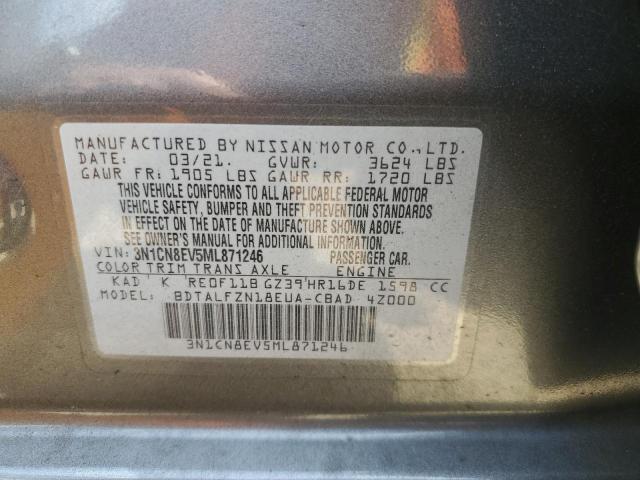 MANUFACTURED BY NISSAN MOTOR CO.,LTD.
DATE: 03/21. GVWR: 3624 LBS
GAWR FR: 1905 LBS GAWR RR: 1720 LBS
THIS VEHICLE CONFORMS TO ALL APPLICABLE FEDERAL MOTOR
VEHICLE SAFETY, BUMPER AND THEFT PREVENTION STANDARDS
IN EFFECT ON THE DATE OF MANUFACTURE SHOWN ABOVE.
SEE OWNER'S MANUAL FOR ADDITIONAL INFORMATION.
VIN: 3N1CN8EV5ML871246 PASSENGER CAR.
COLOR TRIM TRANS AXLE ENGINE
KAD K RE0F11B GZ39 HR16DE 1598 CC
MODEL: BDTALFZN18EUA-CBAD 4Z000
3N1CN8EV5ML871246